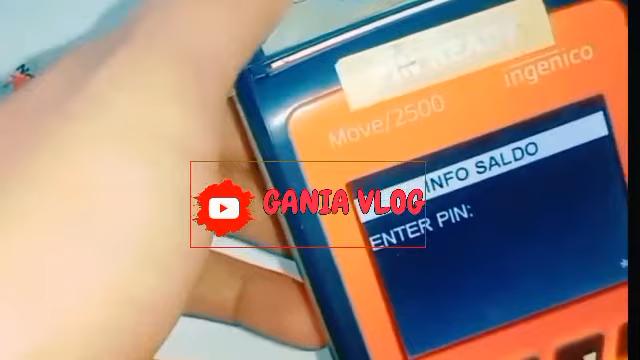 ingenico
Move/2500
INFO SALDO
GANIA VLOG
ENTER PIN: